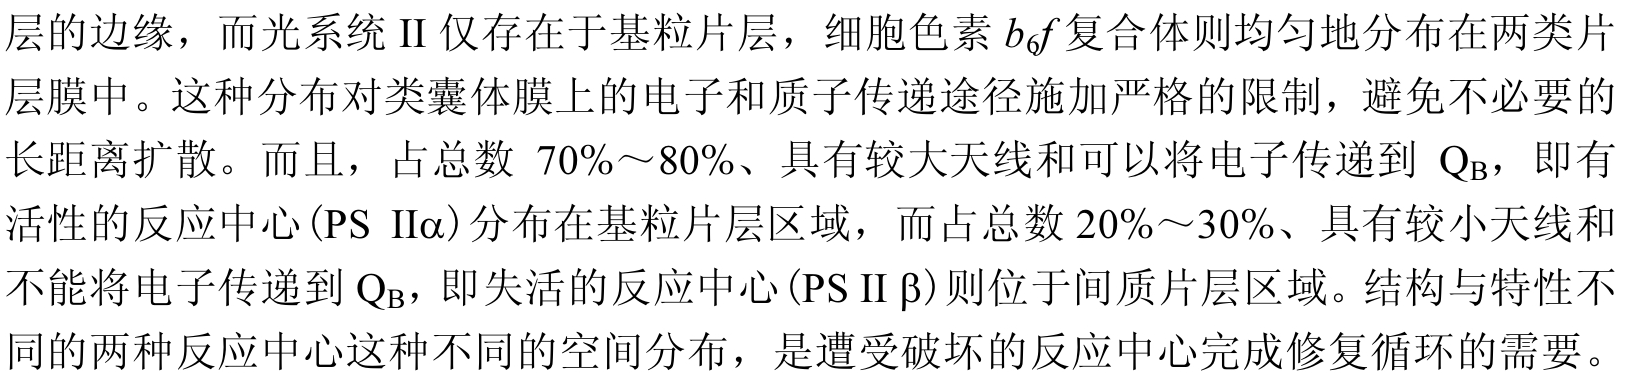 层的边缘，而光系统 II 仅存在于基粒片层，细胞色素 b6f 复合体则均匀地分布在两类片
层膜中。这种分布对类囊体膜上的电子和质子传递途径施加严格的限制，避免不必要的
长距离扩散。而且，占总数 70%～80%、具有较大天线和可以将电子传递到 QB，即有
活性的反应中心(PS IIα)分布在基粒片层区域，而占总数 20%～30%、具有较小天线和
不能将电子传递到 QB，即失活的反应中心(PS II β)则位于间质片层区域。结构与特性不
同的两种反应中心这种不同的空间分布，是遭受破坏的反应中心完成修复循环的需要。